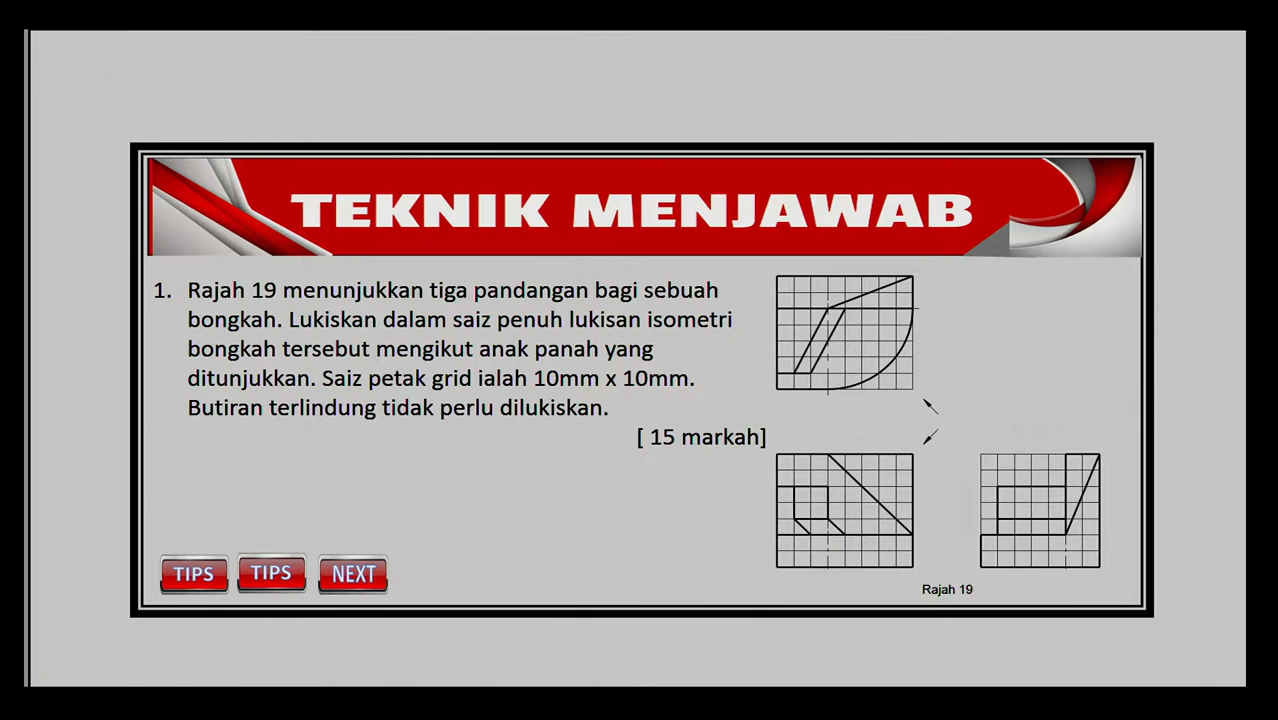 TEKNIK MENJAWAB
1. Rajah 19 menunjukkan tiga pandangan bagi sebuah
bongkah. Lukiskan dalam saiz penuh lukisan isometri
bongkah tersebut mengikut anak panah yang
ditunjukkan. Saiz petak grid ialah 10mm x 10mm.
Butiran terlindung tidak perlu dilukiskan.
[ 15 markah]
TIPS
TIPS
NEXT
Rajah 19